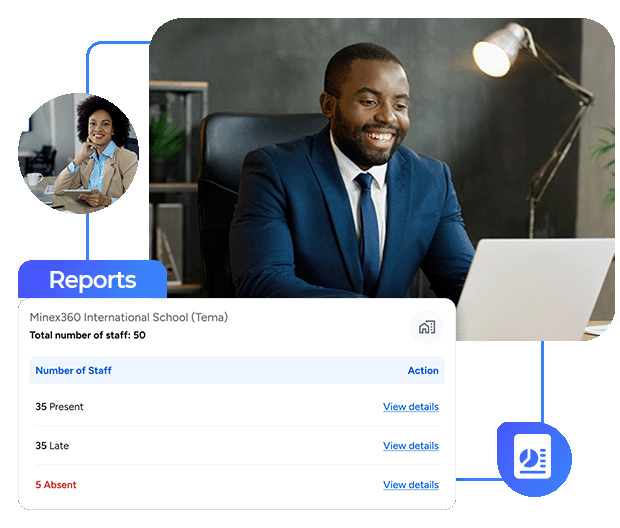 Reports
Minex360 International School (Tema)
Total number of staff: 50
Number of Staff Action
35 Present View details
35 Late View details
5 Absent View details